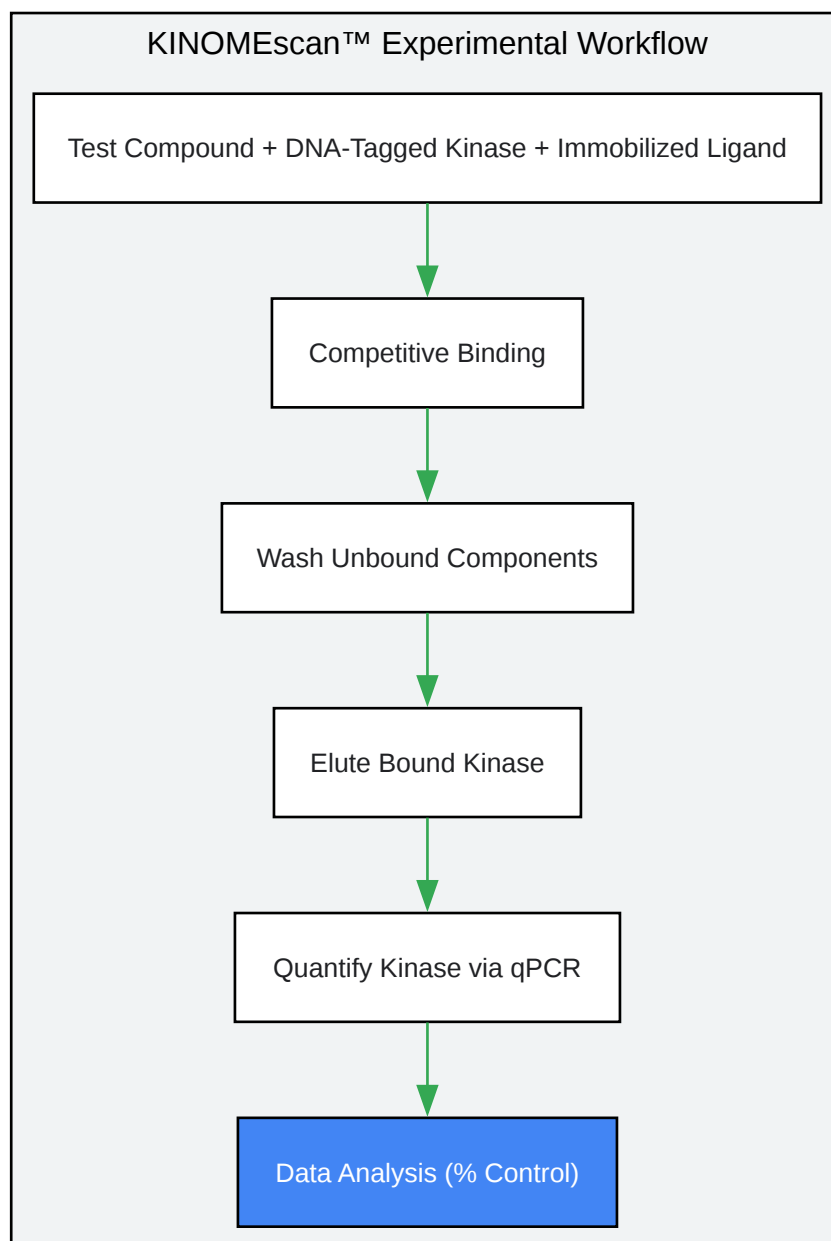 KINOMEscan™ Experimental Workflow
Test Compound + DNA-Tagged Kinase + Immobilized Ligand
Competitive Binding
Wash Unbound Components
Elute Bound Kinase
Quantify Kinase via qPCR
Data Analysis (% Control)